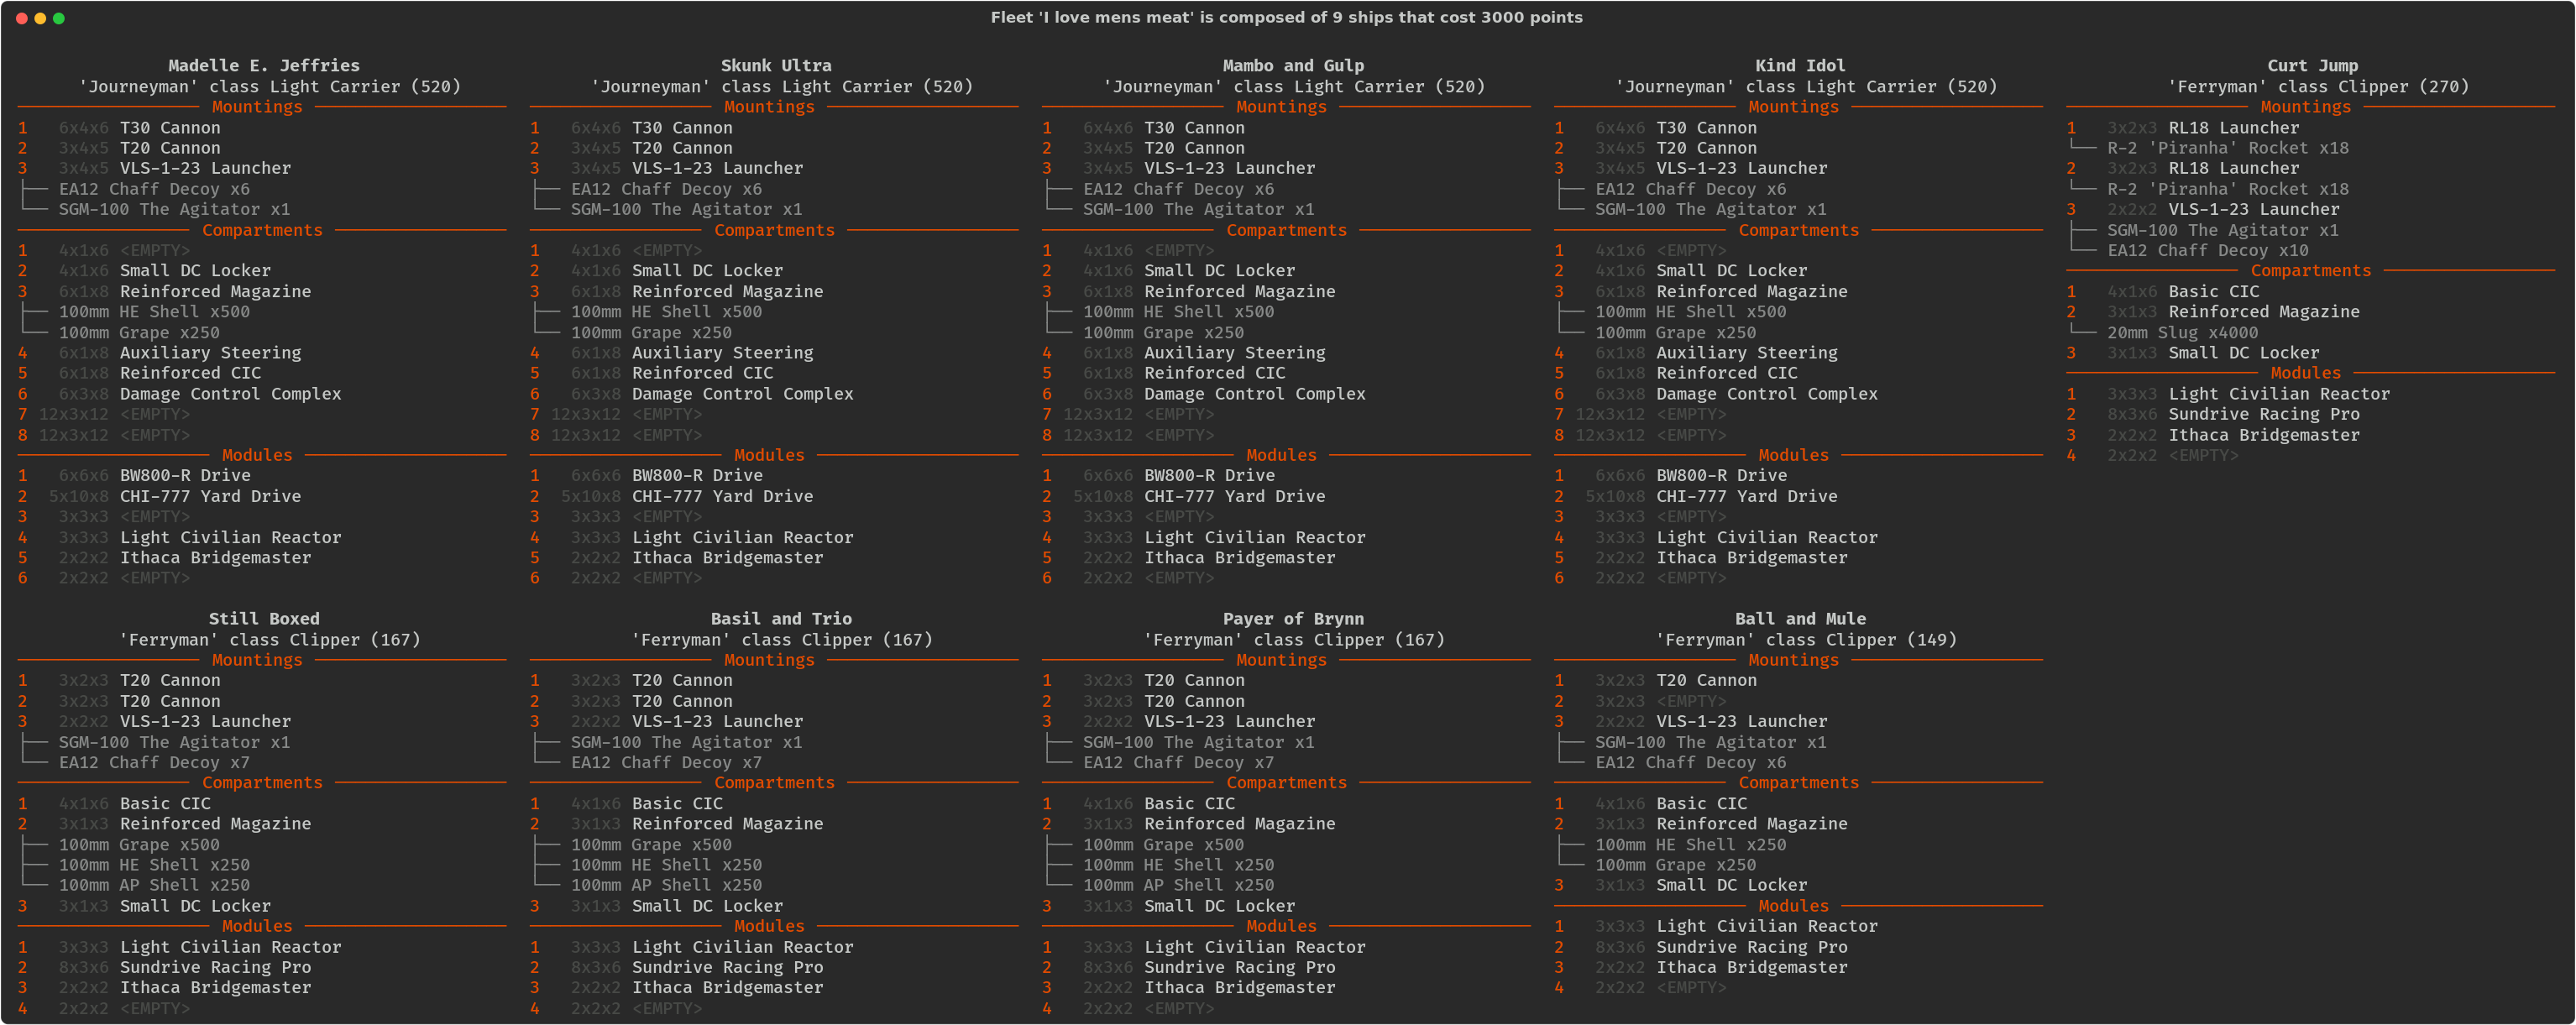 Fleet 'I love mens meat' is composed of 9 ships that cost 3000 points
Madelle E. Jeffries
'Journeyman' class Light Carrier (520)
Mountings
1 6x4x6 T30 Cannon
2 3x4x5 T20 Cannon
3 3x4x5 VLS-1-23 Launcher
EA12 Chaff Decoy x6
SGM-100 The Agitator x1
Compartments
1 4x1x6 <EMPTY>
2 4x1x6 Small DC Locker
3 6x1x8 Reinforced Magazine
100mm HE Shell x500
100mm Grape x250
4 6x1x8 Auxiliary Steering
5 6x1x8 Reinforced CIC
6 6x3x8 Damage Control Complex
7 12x3x12 <EMPTY>
8 12x3x12 <EMPTY>
Modules
1 6x6x6 BW800-R Drive
2 5x10x8 CHI-777 Yard Drive
3 3x3x3 <EMPTY>
4 3x3x3 Light Civilian Reactor
5 2x2x2 Ithaca Bridgemaster
6 2x2x2 <EMPTY>
Skunk Ultra
'Journeyman' class Light Carrier (520)
Mountings
1 6x4x6 T30 Cannon
2 3x4x5 T20 Cannon
3 3x4x5 VLS-1-23 Launcher
EA12 Chaff Decoy x6
SGM-100 The Agitator x1
Compartments
1 4x1x6 <EMPTY>
2 4x1x6 Small DC Locker
3 6x1x8 Reinforced Magazine
100mm HE Shell x500
100mm Grape x250
4 6x1x8 Auxiliary Steering
5 6x1x8 Reinforced CIC
6 6x3x8 Damage Control Complex
7 12x3x12 <EMPTY>
8 12x3x12 <EMPTY>
Modules
1 6x6x6 BW800-R Drive
2 5x10x8 CHI-777 Yard Drive
3 3x3x3 <EMPTY>
4 3x3x3 Light Civilian Reactor
5 2x2x2 Ithaca Bridgemaster
6 2x2x2 <EMPTY>
Mambo and Gulp
'Journeyman' class Light Carrier (520)
Mountings
1 6x4x6 T30 Cannon
2 3x4x5 T20 Cannon
3 3x4x5 VLS-1-23 Launcher
EA12 Chaff Decoy x6
SGM-100 The Agitator x1
Compartments
1 4x1x6 <EMPTY>
2 4x1x6 Small DC Locker
3 6x1x8 Reinforced Magazine
100mm HE Shell x500
100mm Grape x250
4 6x1x8 Auxiliary Steering
5 6x1x8 Reinforced CIC
6 6x3x8 Damage Control Complex
7 12x3x12 <EMPTY>
8 12x3x12 <EMPTY>
Modules
1 6x6x6 BW800-R Drive
2 5x10x8 CHI-777 Yard Drive
3 3x3x3 <EMPTY>
4 3x3x3 Light Civilian Reactor
5 2x2x2 Ithaca Bridgemaster
6 2x2x2 <EMPTY>
Kind Idol
'Journeyman' class Light Carrier (520)
Mountings
1 6x4x6 T30 Cannon
2 3x4x5 T20 Cannon
3 3x4x5 VLS-1-23 Launcher
EA12 Chaff Decoy x6
SGM-100 The Agitator x1
Compartments
1 4x1x6 <EMPTY>
2 4x1x6 Small DC Locker
3 6x1x8 Reinforced Magazine
100mm HE Shell x500
100mm Grape x250
4 6x1x8 Auxiliary Steering
5 6x1x8 Reinforced CIC
6 6x3x8 Damage Control Complex
7 12x3x12 <EMPTY>
8 12x3x12 <EMPTY>
Modules
1 6x6x6 BW800-R Drive
2 5x10x8 CHI-777 Yard Drive
3 3x3x3 <EMPTY>
4 3x3x3 Light Civilian Reactor
5 2x2x2 Ithaca Bridgemaster
6 2x2x2 <EMPTY>
Curt Jump
'Ferryman' class Clipper (270)
Mountings
1 3x2x3 RL18 Launcher
R-2 'Piranha' Rocket x18
2 3x2x3 RL18 Launcher
R-2 'Piranha' Rocket x18
3 2x2x2 VLS-1-23 Launcher
SGM-100 The Agitator x1
EA12 Chaff Decoy x10
Compartments
1 4x1x6 Basic CIC
2 3x1x3 Reinforced Magazine
20mm Slug x4000
3 3x1x3 Small DC Locker
Modules
1 3x3x3 Light Civilian Reactor
2 8x3x6 Sundrive Racing Pro
3 2x2x2 Ithaca Bridgemaster
4 2x2x2 <EMPTY>
Still Boxed
'Ferryman' class Clipper (167)
Mountings
1 3x2x3 T20 Cannon
2 3x2x3 T20 Cannon
3 2x2x2 VLS-1-23 Launcher
SGM-100 The Agitator x1
EA12 Chaff Decoy x7
Compartments
1 4x1x6 Basic CIC
2 3x1x3 Reinforced Magazine
100mm Grape x500
100mm HE Shell x250
100mm AP Shell x250
3 3x1x3 Small DC Locker
Modules
1 3x3x3 Light Civilian Reactor
2 8x3x6 Sundrive Racing Pro
3 2x2x2 Ithaca Bridgemaster
4 2x2x2 <EMPTY>
Basil and Trio
'Ferryman' class Clipper (167)
Mountings
1 3x2x3 T20 Cannon
2 3x2x3 T20 Cannon
3 2x2x2 VLS-1-23 Launcher
SGM-100 The Agitator x1
EA12 Chaff Decoy x7
Compartments
1 4x1x6 Basic CIC
2 3x1x3 Reinforced Magazine
100mm Grape x500
100mm HE Shell x250
100mm AP Shell x250
3 3x1x3 Small DC Locker
Modules
1 3x3x3 Light Civilian Reactor
2 8x3x6 Sundrive Racing Pro
3 2x2x2 Ithaca Bridgemaster
4 2x2x2 <EMPTY>
Payer of Brynn
'Ferryman' class Clipper (167)
Mountings
1 3x2x3 T20 Cannon
2 3x2x3 T20 Cannon
3 2x2x2 VLS-1-23 Launcher
SGM-100 The Agitator x1
EA12 Chaff Decoy x7
Compartments
1 4x1x6 Basic CIC
2 3x1x3 Reinforced Magazine
100mm Grape x500
100mm HE Shell x250
100mm AP Shell x250
3 3x1x3 Small DC Locker
Modules
1 3x3x3 Light Civilian Reactor
2 8x3x6 Sundrive Racing Pro
3 2x2x2 Ithaca Bridgemaster
4 2x2x2 <EMPTY>
Ball and Mule
'Ferryman' class Clipper (149)
Mountings
1 3x2x3 T20 Cannon
2 3x2x3 <EMPTY>
3 2x2x2 VLS-1-23 Launcher
SGM-100 The Agitator x1
EA12 Chaff Decoy x6
Compartments
1 4x1x6 Basic CIC
2 3x1x3 Reinforced Magazine
100mm HE Shell x250
100mm Grape x250
3 3x1x3 Small DC Locker
Modules
1 3x3x3 Light Civilian Reactor
2 8x3x6 Sundrive Racing Pro
3 2x2x2 Ithaca Bridgemaster
4 2x2x2 <EMPTY>